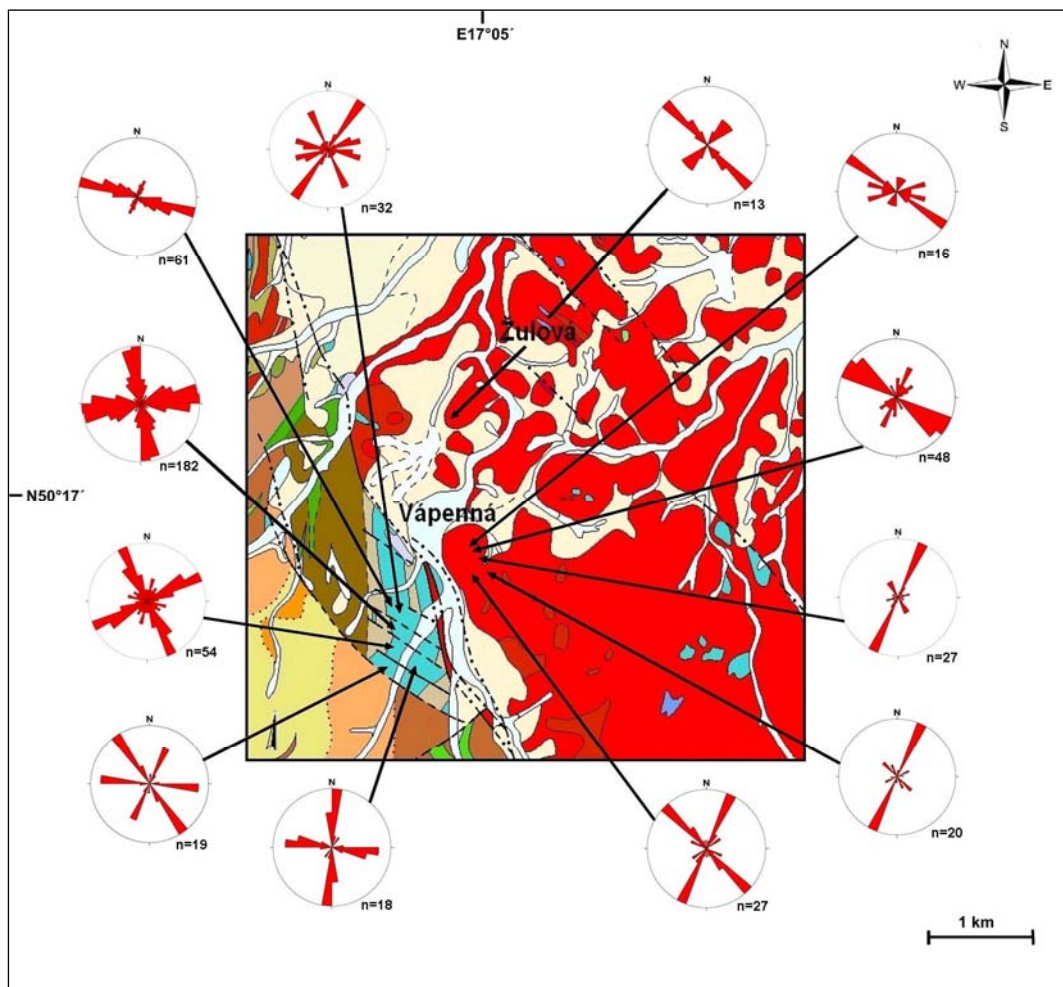 E17°05´
N
W E
S
N
n=32
N
n=13
N
n=61
N
n=16
Žulová
N
n=182
N
n=48
N50°17´
Vápenná
N
n=54
N
n=27
N
n=19
N
n=18
N
n=27
N
n=20
1 km